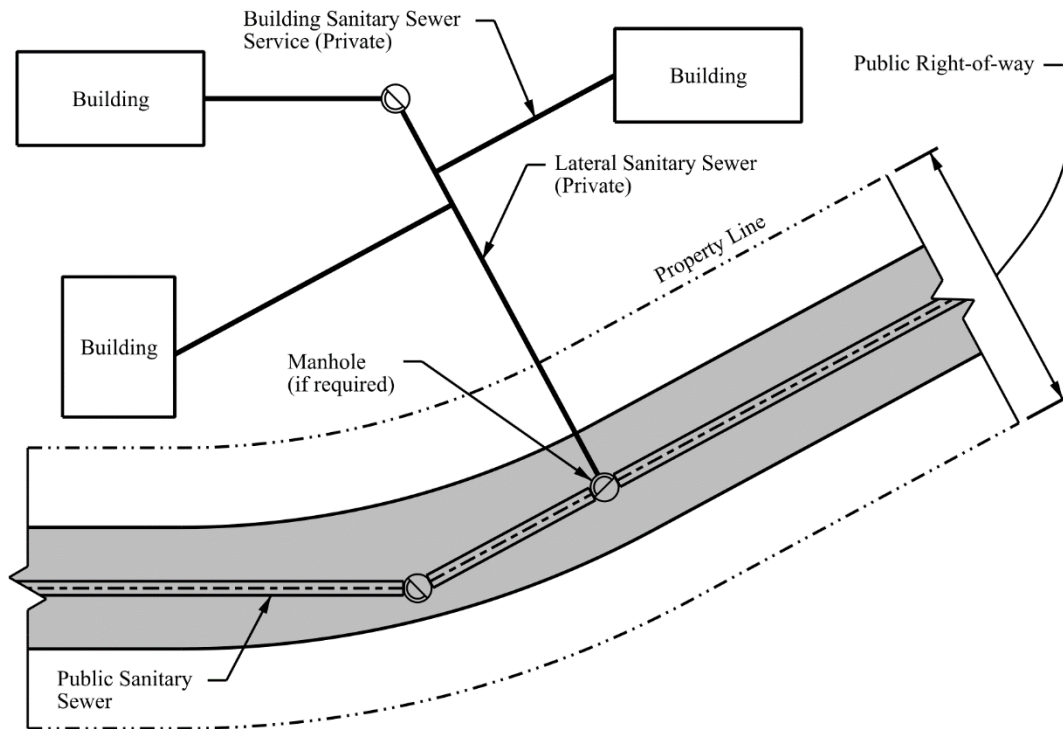 Building Sanitary Sewer
Service (Private)
Building
Building
Public Right-of-way
Lateral Sanitary Sewer
(Private)
Property Line
Building
Manhole
(if required)
Public Sanitary
Sewer